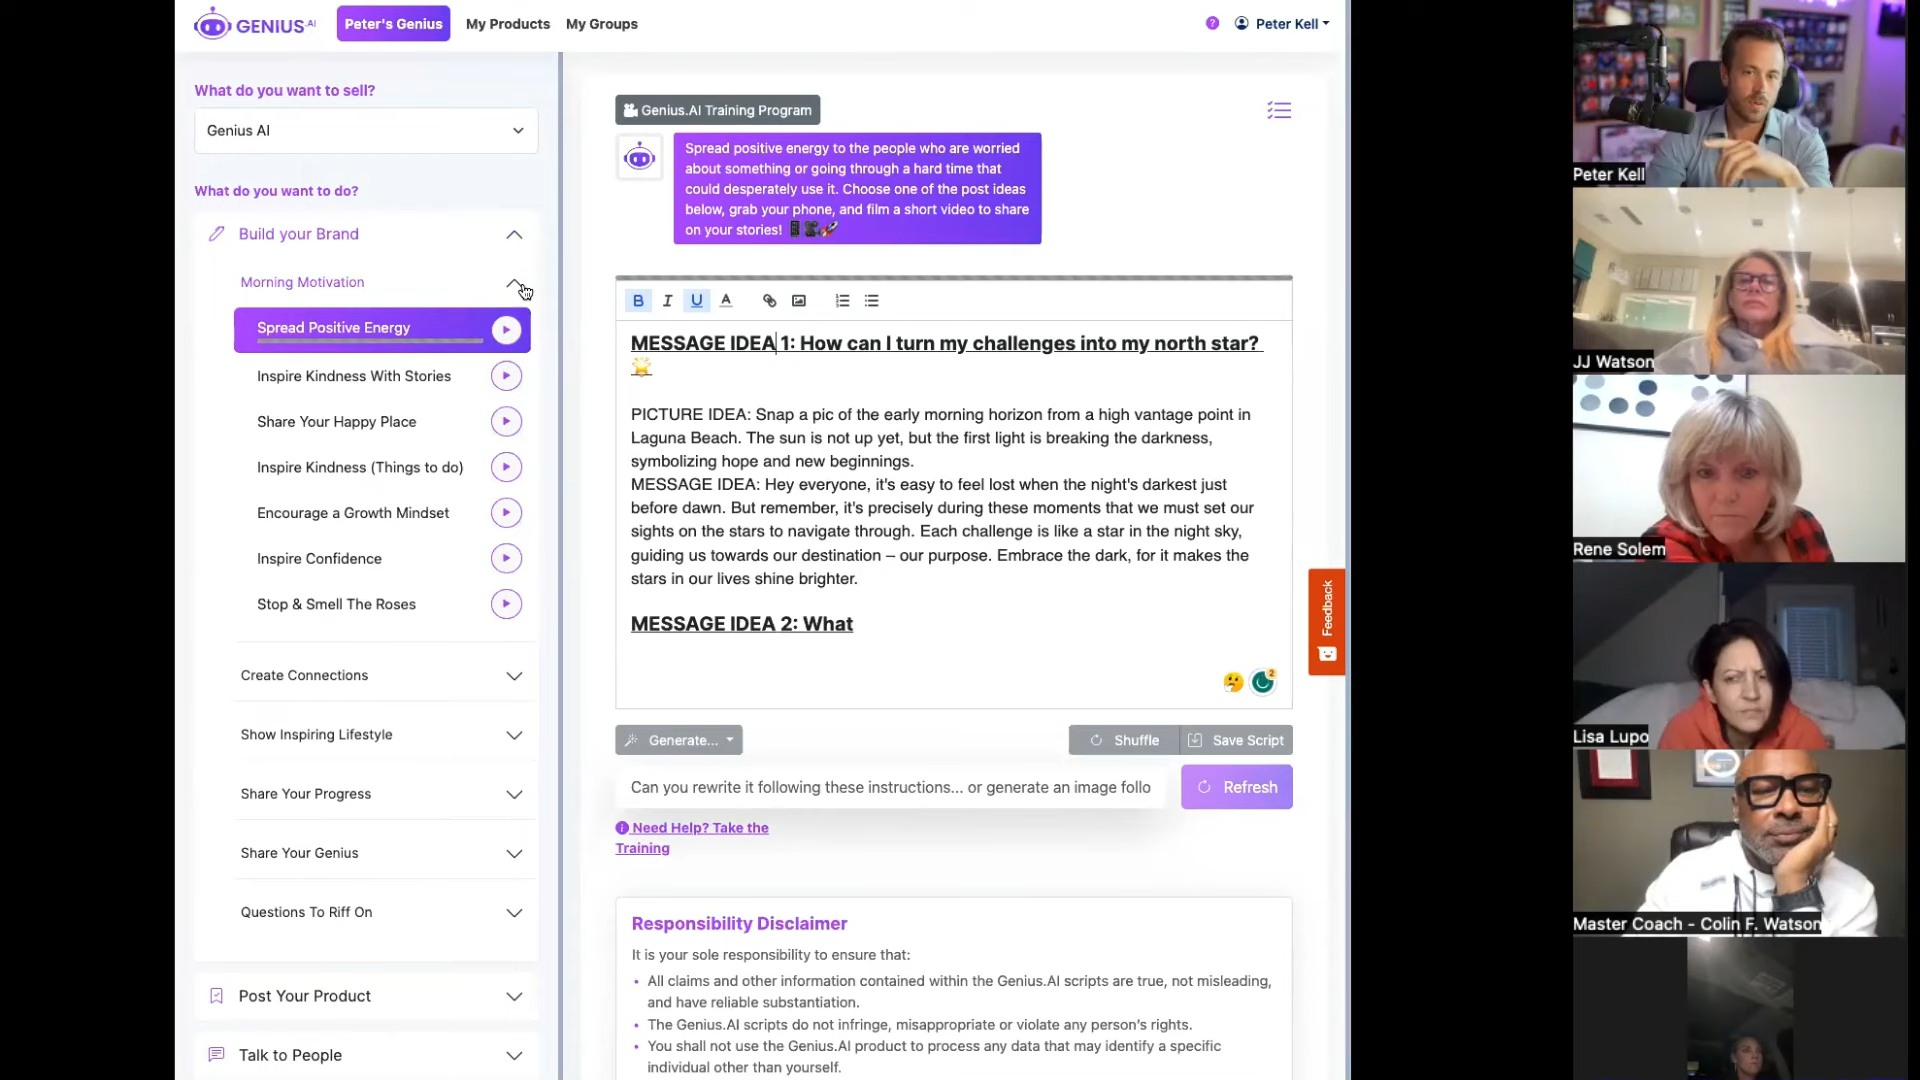 GENIUS.AI
Peter's Genius
My Products
My Groups
?
Peter Kell
What do you want to sell?
Genius AI
What do you want to do?
Build your Brand
Morning Motivation
Spread Positive Energy
Inspire Kindness With Stories
Share Your Happy Place
Inspire Kindness (Things to do)
Encourage a Growth Mindset
Inspire Confidence
Stop & Smell The Roses
Create Connections
Show Inspiring Lifestyle
Share Your Progress
Share Your Genius
Questions To Riff On
Post Your Product
Talk to People
Genius.AI Training Program
Spread positive energy to the people who are worried
about something or going through a hard time that
could desperately use it. Choose one of the post ideas
below, grab your phone, and film a short video to share
on your stories! 📱🎥🚀
B I U A
MESSAGE IDEA 1: How can I turn my challenges into my north star?
🌟
PICTURE IDEA: Snap a pic of the early morning horizon from a high vantage point in
Laguna Beach. The sun is not up yet, but the first light is breaking the darkness,
symbolizing hope and new beginnings.
MESSAGE IDEA: Hey everyone, it's easy to feel lost when the night's darkest just
before dawn. But remember, it's precisely during these moments that we must set our
sights on the stars to navigate through. Each challenge is like a star in the night sky,
guiding us towards our destination – our purpose. Embrace the dark, for it makes the
stars in our lives shine brighter.
MESSAGE IDEA 2: What
2
Generate...
Shuffle
Save Script
Can you rewrite it following these instructions... or generate an image follo
Refresh
Need Help? Take the
Training
Responsibility Disclaimer
It is your sole responsibility to ensure that:
• All claims and other information contained within the Genius.AI scripts are true, not misleading,
and have reliable substantiation.
• The Genius.AI scripts do not infringe, misappropriate or violate any person's rights.
• You shall not use the Genius.AI product to process any data that may identify a specific
individual other than yourself.
Feedback
Peter Kell
JJ Watson
Rene Solem
Lisa Lupo
Master Coach - Colin F. Watson